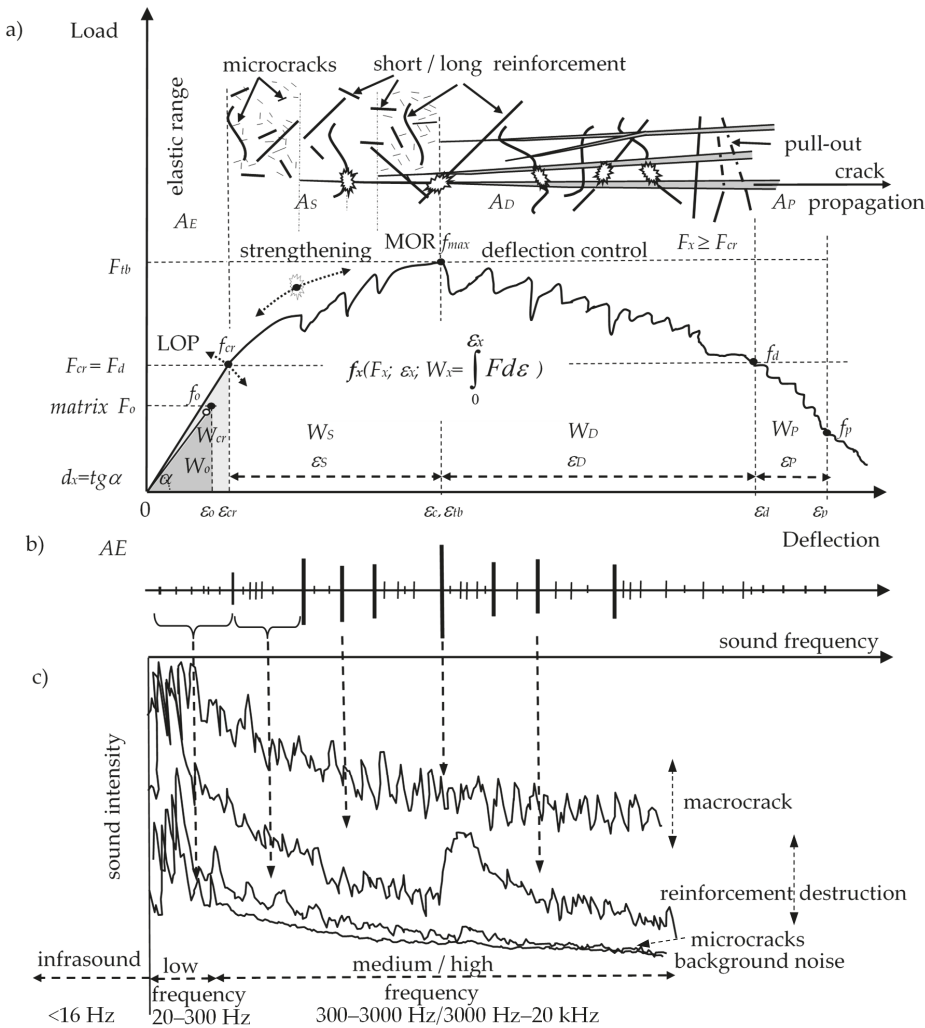 a)
Load
microcracks
short / long reinforcement
elastic range
pull-out
crack
propagation
AE
AS
AD
AP
strengthening
MOR
fmax
deflection control
Fx ≥ Fcr
Ftb
LOP
fcr
Fcr = Fd
fx(Fx; εx; Wx= ∫ Fdε )
εx
0
fd
fo
matrix Fo
Wcr
WS
WD
WP
fp
Wo
εS
εD
εP
dx=tgα
α
0
εo εcr
εc, εtb
εd
εp
Deflection
b)
AE
sound frequency
c)
sound intensity
macrocrack
reinforcement destruction
microcracks
background noise
infrasound
low
frequency
medium / high
frequency
<16 Hz
20–300 Hz
300–3000 Hz/3000 Hz–20 kHz